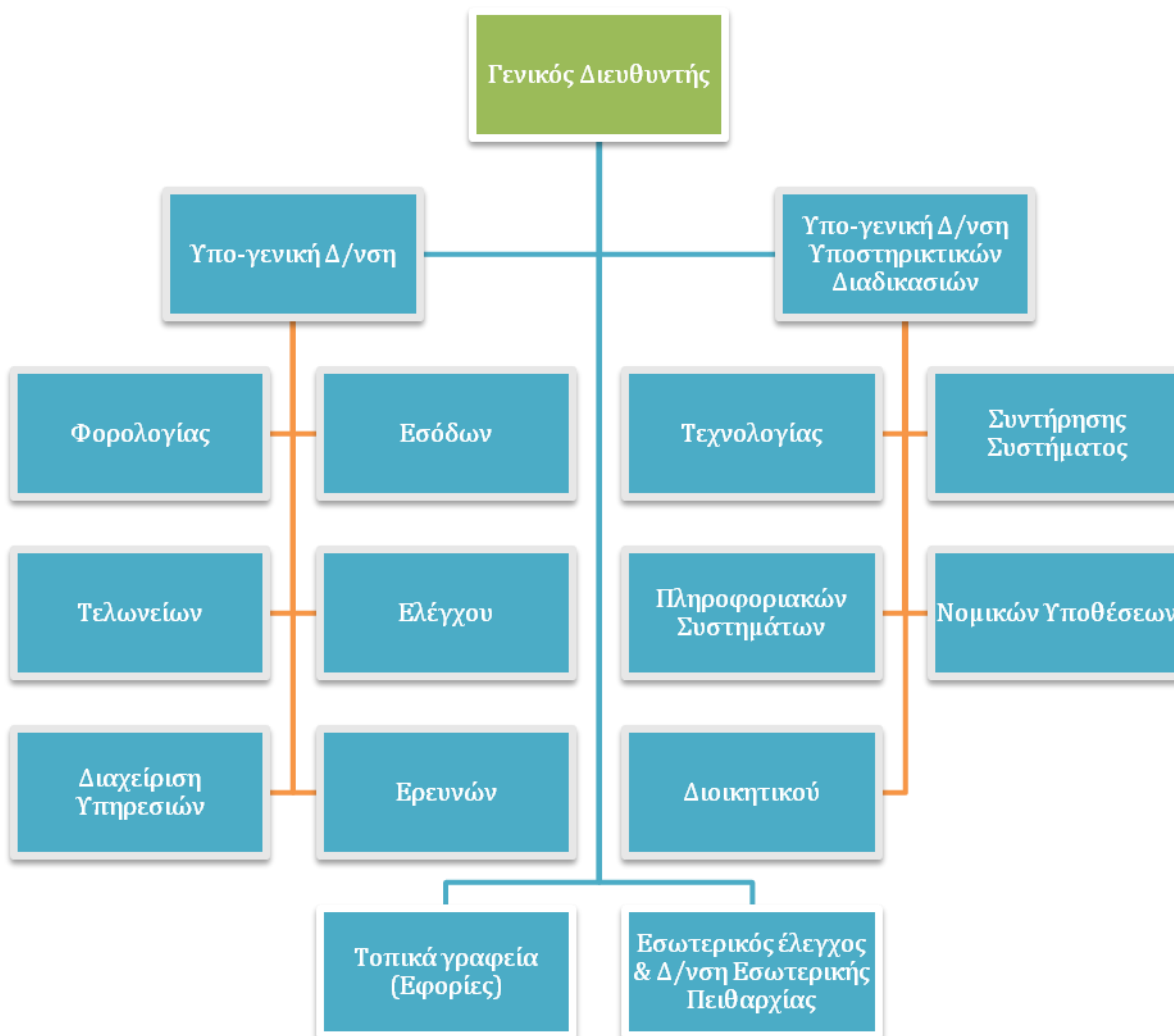 Γενικός Διευθυντής
Υπο-γενική Δ/νση
Υπο-γενική Δ/νση
Υποστηρικτικών
Διαδικασιών
Φορολογίας
Εσόδων
Τεχνολογίας
Συντήρησης
Συστήματος
Τελωνείων
Ελέγχου
Πληροφοριακών
Συστημάτων
Νομικών Υποθέσεων
Διαχείριση
Υπηρεσιών
Ερευνών
Διοικητικού
Τοπικά γραφεία
(Εφορίες)
Εσωτερικός έλεγχος
& Δ/νση Εσωτερικής
Πειθαρχίας